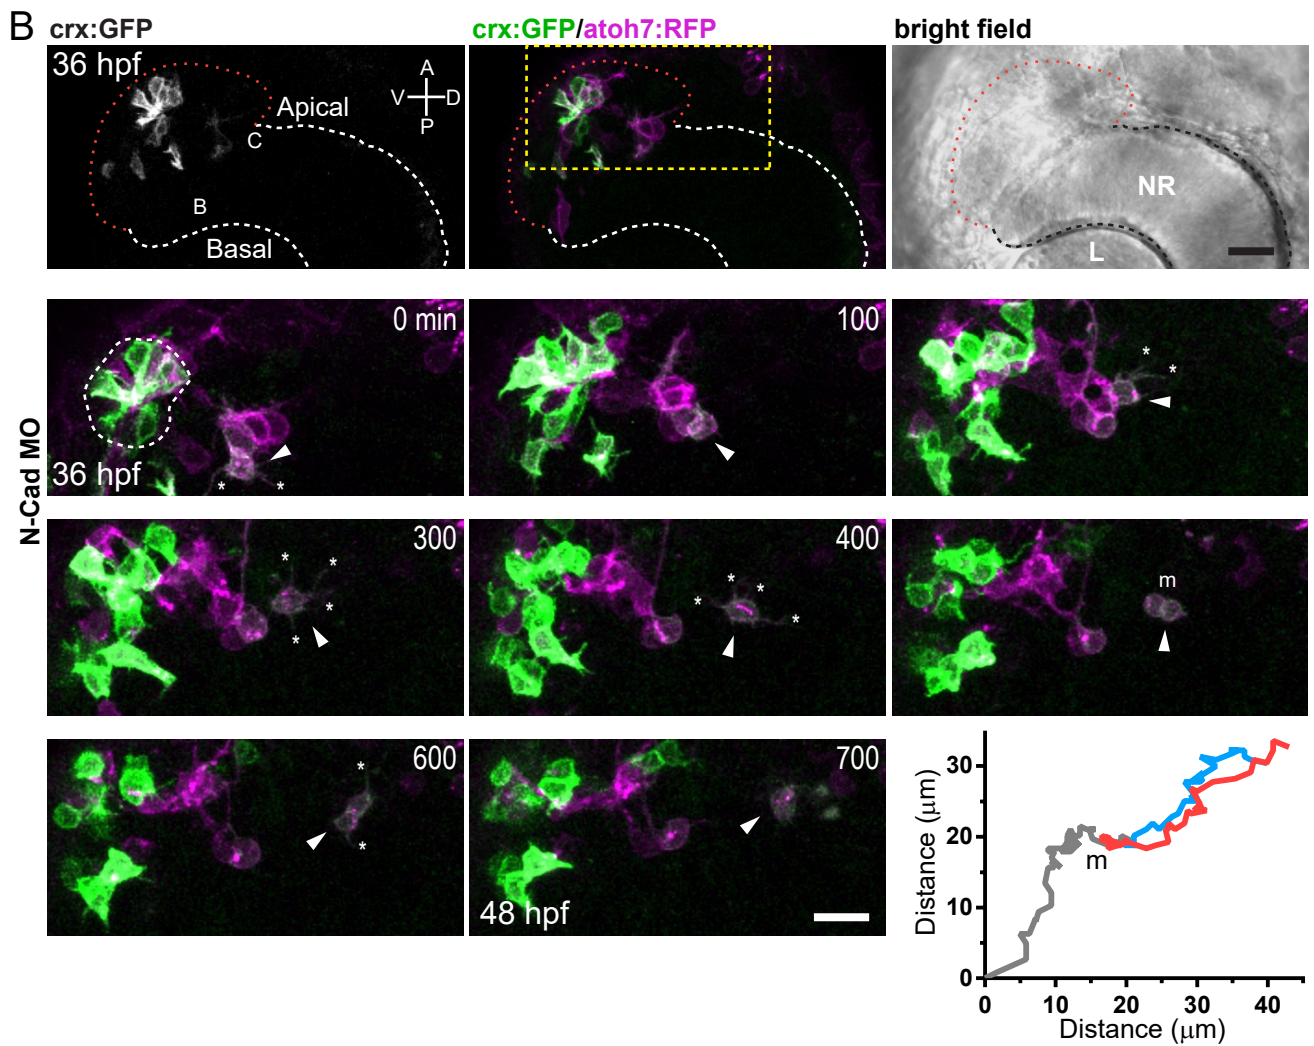 B
crx:GFP
crx:GFP/atoh7:RFP
bright field
36 hpf
A
V
D
P
Apical
C
B
Basal
NR
L
N-Cad MO
0 min
36 hpf
*
*
100
*
*
300
*
*
*
*
400
*
*
*
*
m
600
*
*
700
48 hpf
Distance (μm)
30
20
10
0
m
0 10 20 30 40
Distance (μm)